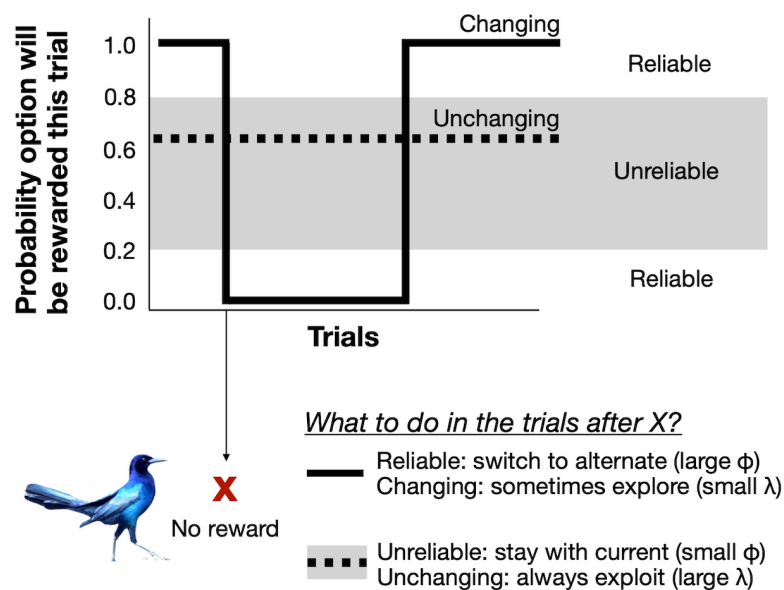 Probability option will
be rewarded this trial
1.0
0.8
0.6
0.4
0.2
0.0
Changing
Unchanging
Reliable
Unreliable
Reliable
Trials
X
No reward
What to do in the trials after X?
Reliable: switch to alternate (large ϕ)
Changing: sometimes explore (small λ)
Unreliable: stay with current (small ϕ)
Unchanging: always exploit (large λ)